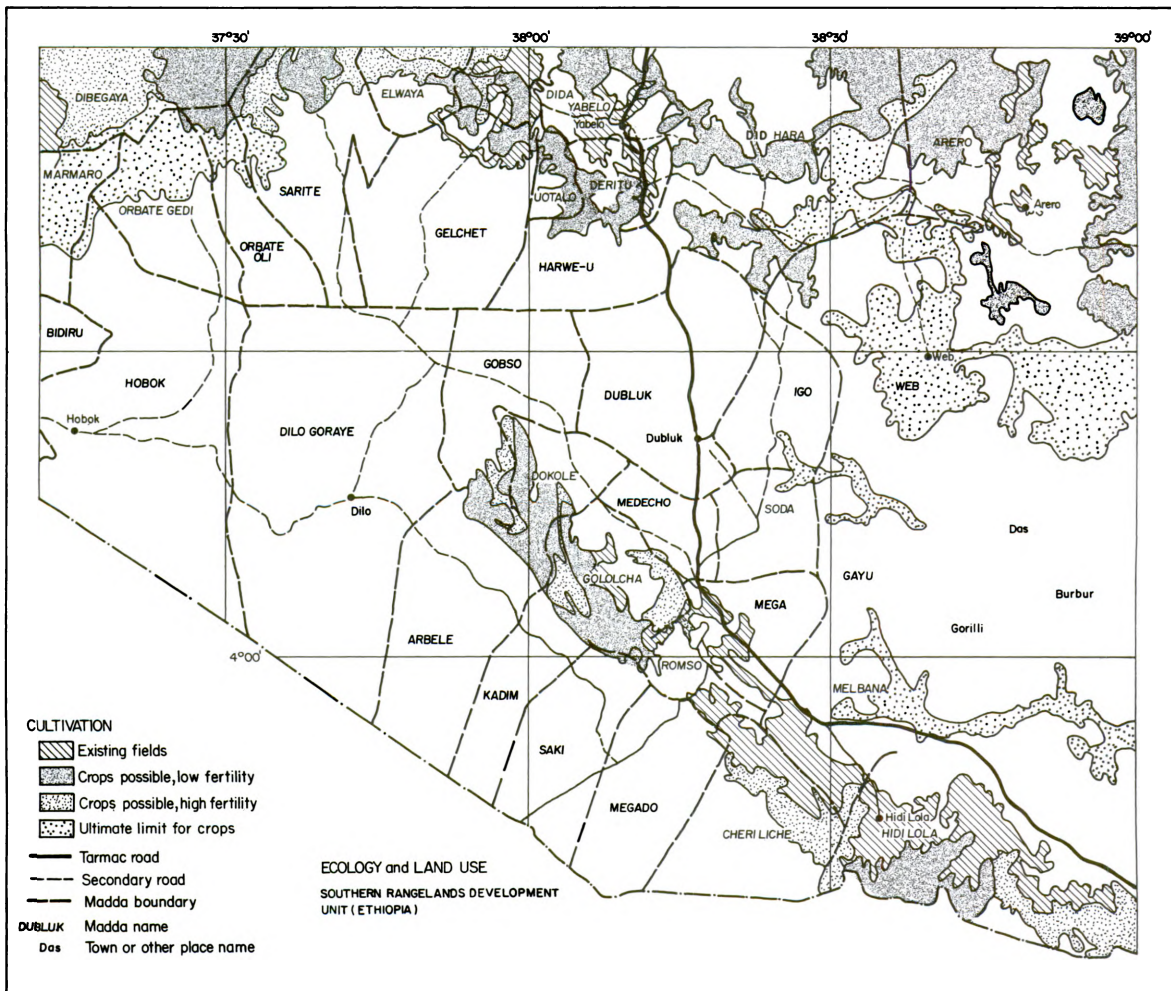 37°30'
38°00'
38°30'
39°00'
DIBEGAYA
ELWAYA
DIDA
YABELO
Yabelo
DID HARA
ARERO
MARMARO
SARITE
UOTALO
DERITU
Arero
ORBATE GEDI
GELCHET
ORBATE
OLI
HARWE-U
BIDIRU
GOBSO
Web
HOBOK
DUBLUK
IGO
WEB
Hobok
DILO GORAYE
Dubluk
DOKOLE
MEDECHO
Dilo
SODA
Das
GOLOLCHA
GAYU
MEGA
Burbur
ARBELE
Gorilli
4°00'
ROMSO
KADIM
MELBANA
SAKI
MEGADO
CHERI LICHE
Hidi Lola
HIDI LOLA
CULTIVATION
Existing fields
Crops possible, low fertility
Crops possible, high fertility
Ultimate limit for crops
Tarmac road
Secondary road
Madda boundary
DUBLUK Madda name
Das Town or other place name
ECOLOGY and LAND USE
SOUTHERN RANGELANDS DEVELOPMENT
UNIT (ETHIOPIA)